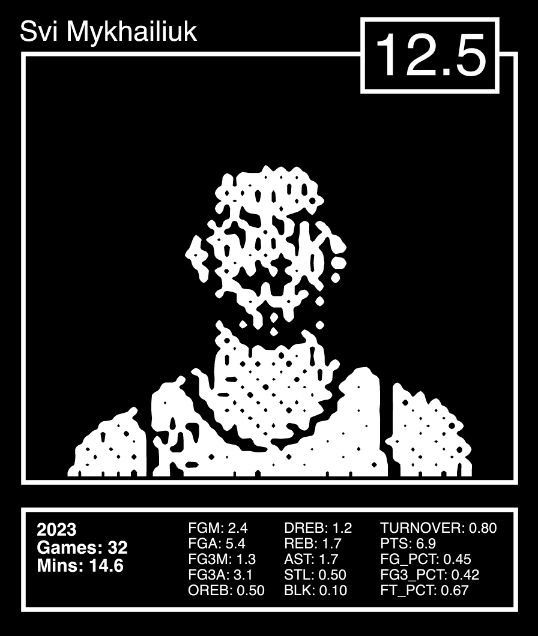 Svi Mykhailiuk
12.5
2023
Games: 32
Mins: 14.6
FGM: 2.4
FGA: 5.4
FG3M: 1.3
FG3A: 3.1
OREB: 0.50
DREB: 1.2
REB: 1.7
AST: 1.7
STL: 0.50
BLK: 0.10
TURNOVER: 0.80
PTS: 6.9
FG_PCT: 0.45
FG3_PCT: 0.42
FT_PCT: 0.67